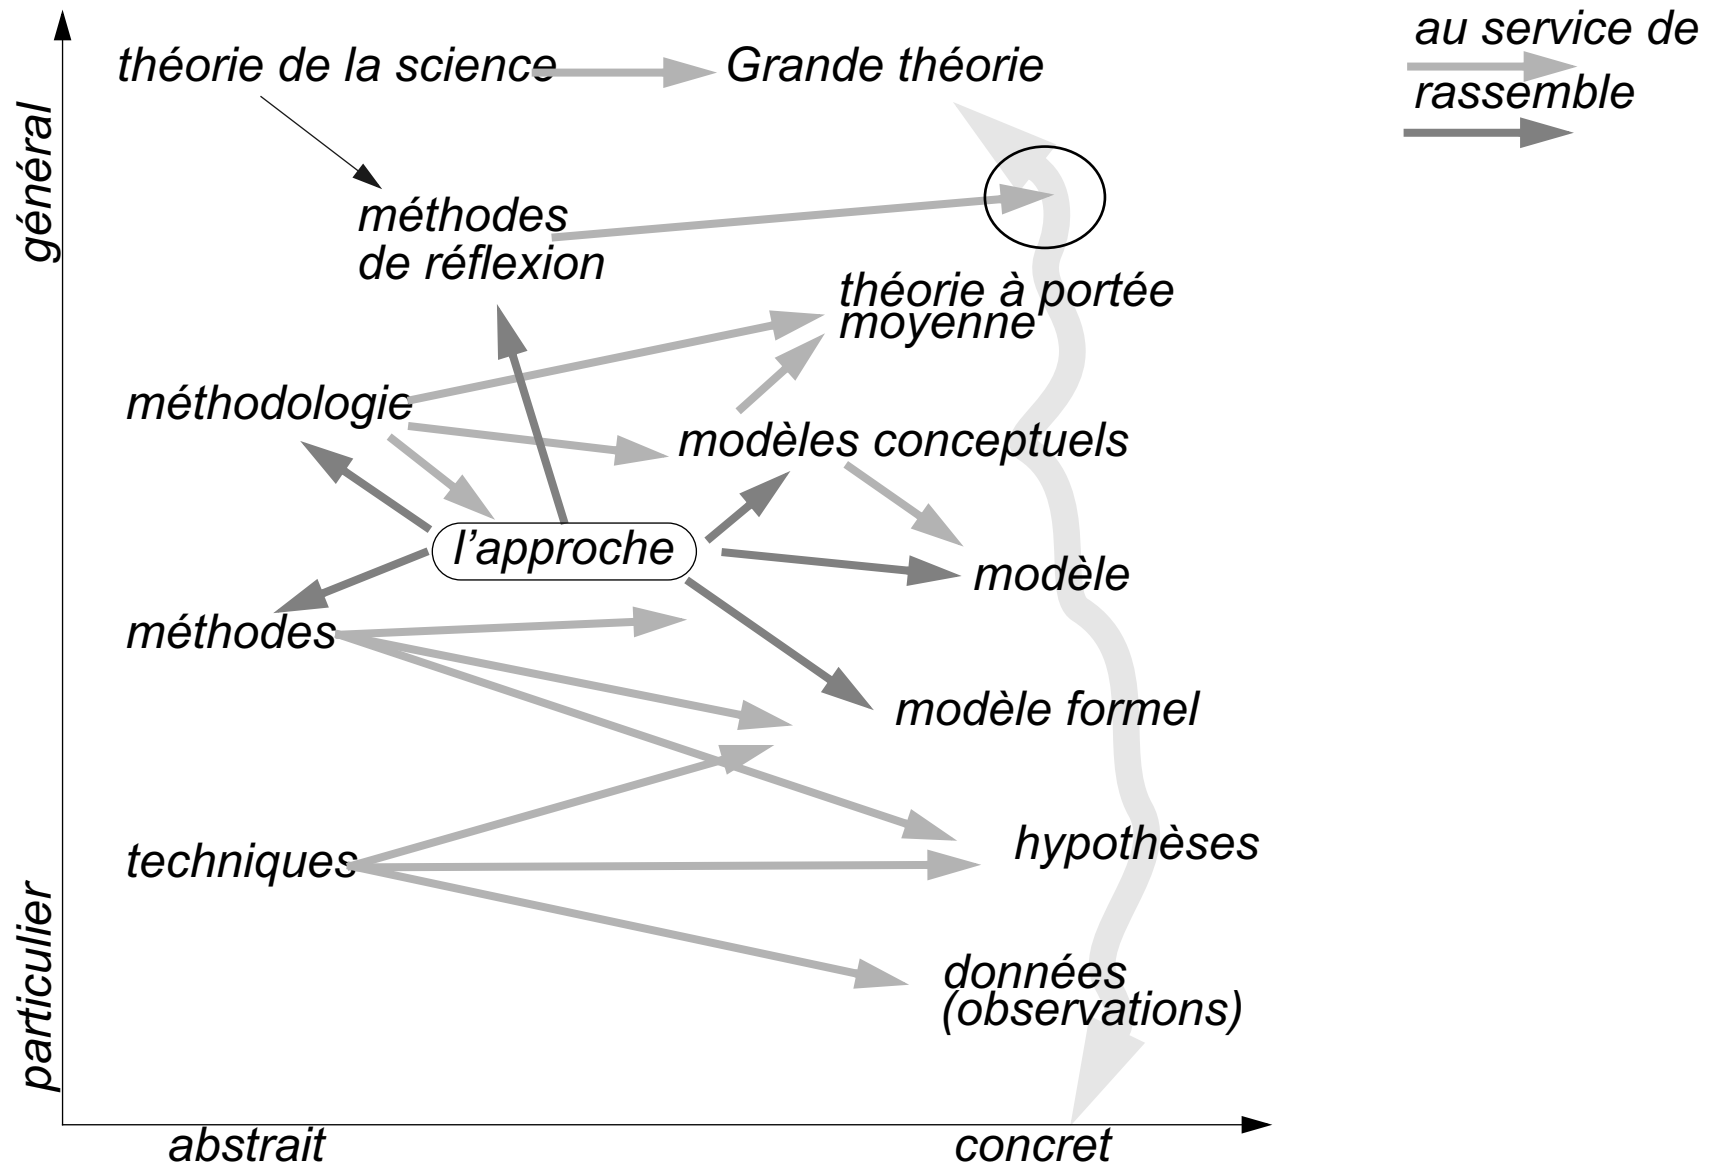 au service de
théorie de la science
Grande théorie
rassemble
général
méthodes
de réflexion
théorie à portée
moyenne
méthodologie
modèles conceptuels
l’approche
modèle
méthodes
modèle formel
hypothèses
techniques
particulier
données
(observations)
abstrait
concret